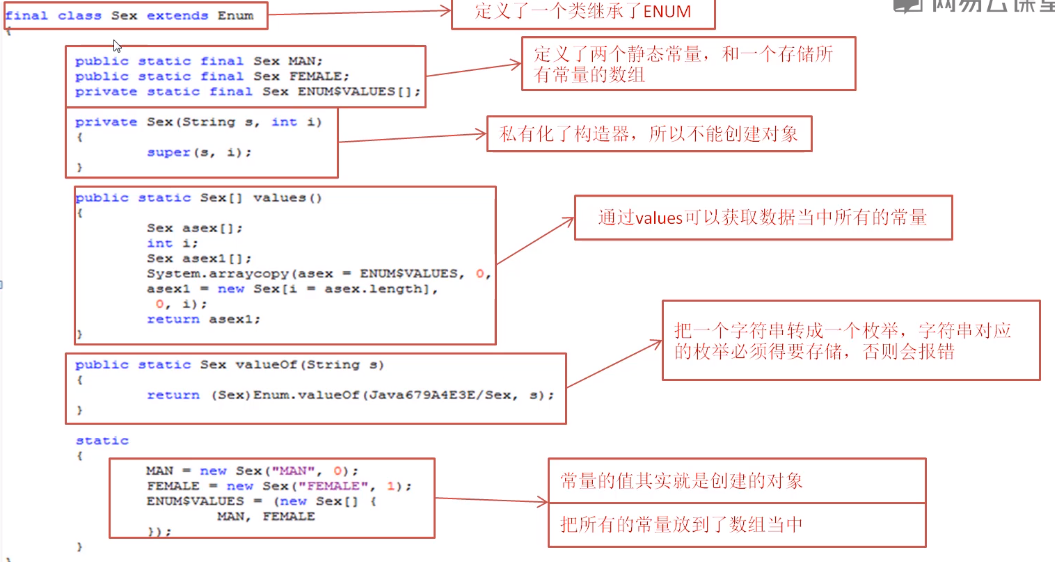 网易云课堂
final class Sex extends Enum
定义了一个类继承了ENUM
{
public static final Sex MAN;
public static final Sex FEMALE;
private static final Sex ENUM$VALUES[];
定义了两个静态常量，和一个存储所
有常量的数组
private Sex(String s, int i)
{
super(s, i);
}
私有化了构造器，所以不能创建对象
public static Sex[] values()
{
Sex asex[];
int i;
Sex asex1[];
System.arraycopy(asex = ENUM$VALUES, 0,
asex1 = new Sex[i = asex.length],
0, i);
return asex1;
}
通过values可以获取数据当中所有的常量
public static Sex valueOf(String s)
{
return (Sex)Enum.valueOf(Java679A4E3E/Sex, s);
}
把一个字符串转成一个枚举，字符串对应
的枚举必须得要存储，否则会报错
static
{
MAN = new Sex("MAN", 0);
FEMALE = new Sex("FEMALE", 1);
ENUM$VALUES = (new Sex[] {
MAN, FEMALE
});
}
常量的值其实就是创建的对象
把所有的常量放到了数组当中
}